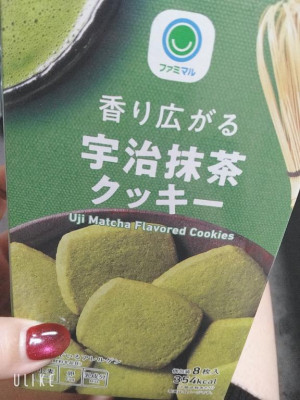 ファミマル
香り広がる
宇治抹茶
クッキー
Uji Matcha Flavored Cookies
8枚入
354kcal
ULIKE